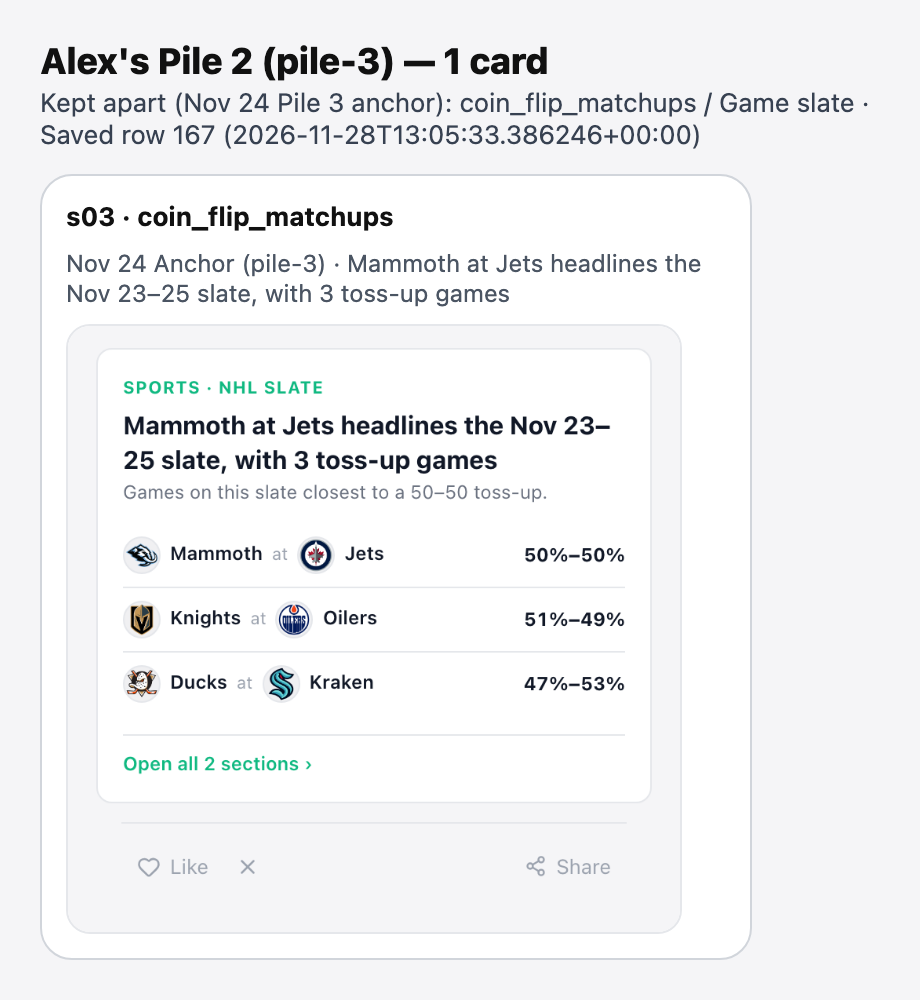 Alex's Pile 2 (pile-3) — 1 card
Kept apart (Nov 24 Pile 3 anchor): coin_flip_matchups / Game slate ·
Saved row 167 (2026-11-28T13:05:33.386246+00:00)
s03 · coin_flip_matchups
Nov 24 Anchor (pile-3) · Mammoth at Jets headlines the
Nov 23–25 slate, with 3 toss-up games
SPORTS · NHL SLATE
Mammoth at Jets headlines the Nov 23–
25 slate, with 3 toss-up games
Games on this slate closest to a 50–50 toss-up.
Mammoth at Jets 50%–50%
Knights at OILERS Oilers 51%–49%
Ducks at Kraken 47%–53%
Open all 2 sections ›
Like × Share